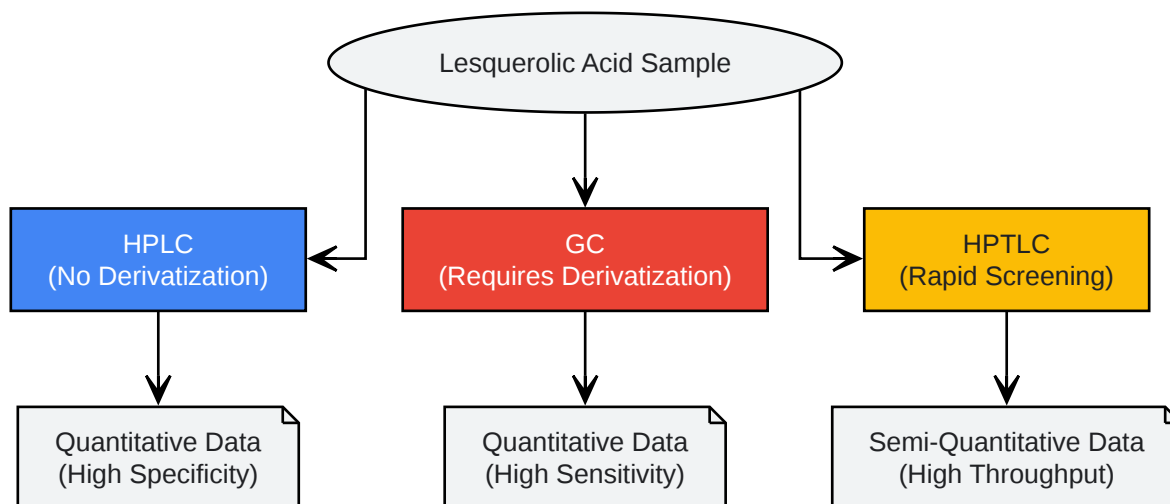 Lesquerolic Acid Sample
HPLC
(No Derivatization)
GC
(Requires Derivatization)
HPTLC
(Rapid Screening)
Quantitative Data
(High Specificity)
Quantitative Data
(High Sensitivity)
Semi-Quantitative Data
(High Throughput)